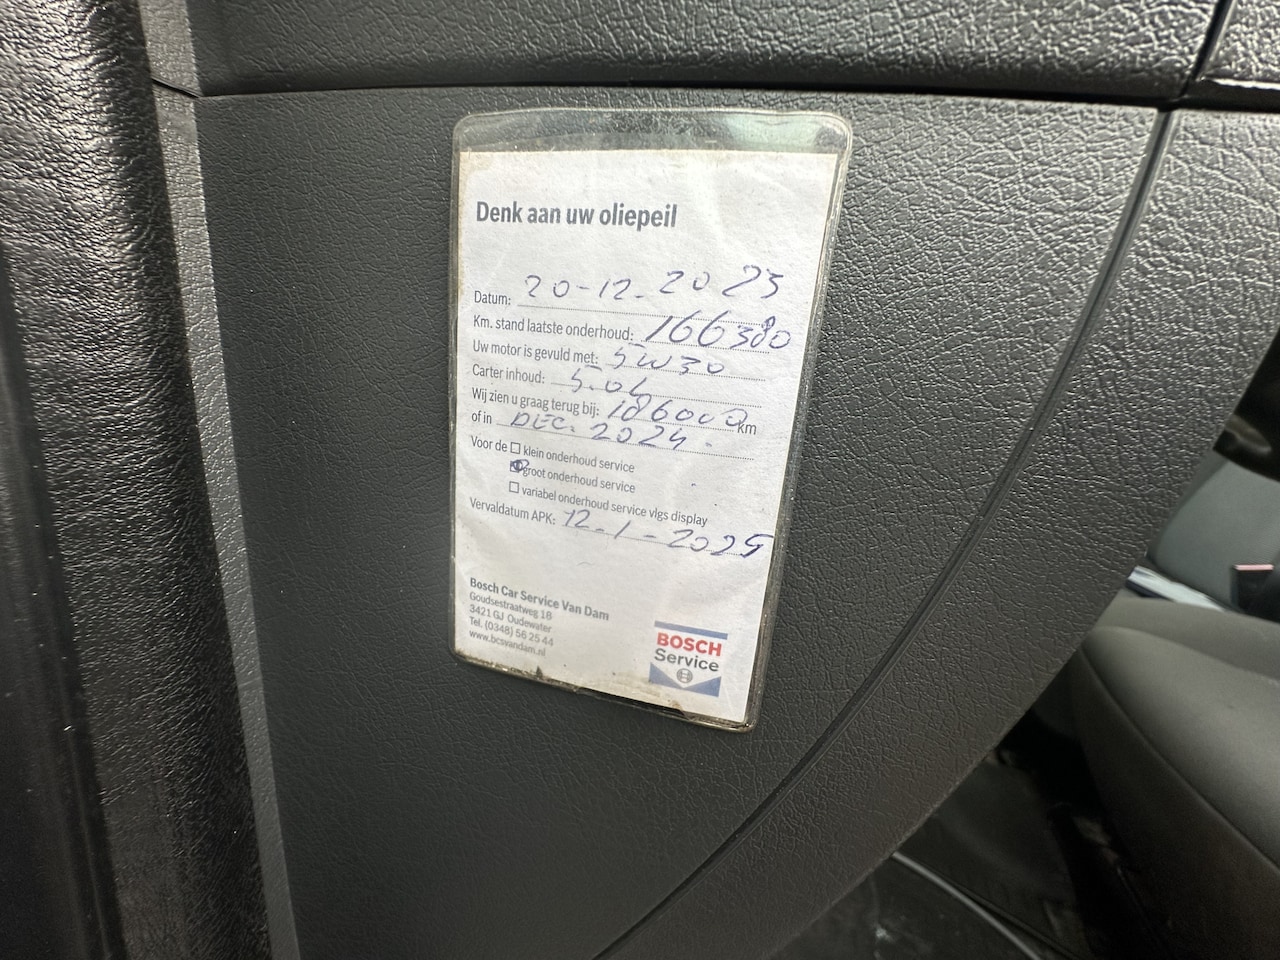 Denk aan uw oliepeil
Datum: 20-12-2023
Km. stand laatste onderhoud: 166380
Uw motor is gevuld met: 5W30
Carter inhoud: 5.0L
Wij zien u graag terug bij: 186000 km
of in DEC. 2024.
Voor de ☐ klein onderhoud service
groot onderhoud service
☐ variabel onderhoud service vlgs display
Vervaldatum APK: 12-1-2025
Bosch Car Service Van Dam
Goudsestraatweg 18
3421 GJ Oudewater
Tel. (0348) 56 25 44
www.bcsvandam.nl
BOSCH
Service